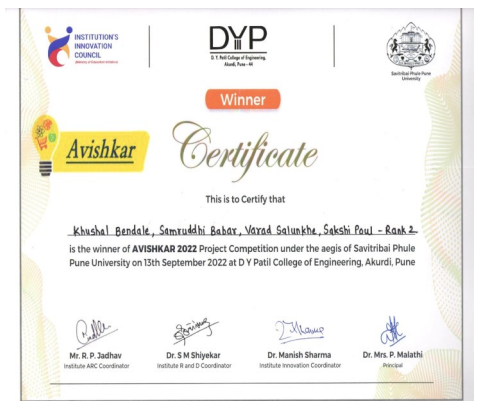 INSTITUTION'S
INNOVATION
COUNCIL
DYP
D. Y. Patil College of Engineering,
Akurdi, Pune - 44
Savitribai Phule Pune
University
Winner
Avishkar
Certificate
This is to Certify that
Khushal Bendale, Samruddhi Babar, Varad Salunkhe, Sakshi Paul - Rank 2
is the winner of AVISHKAR 2022 Project Competition under the aegis of Savitribai Phule
Pune University on 13th September 2022 at D Y Patil College of Engineering, Akurdi, Pune
Mr. R. P. Jadhav
Institute ARC Coordinator
Dr. S M Shiyekar
Institute R and D Coordinator
Dr. Manish Sharma
Institute Innovation Coordinator
Dr. Mrs. P. Malathi
Principal